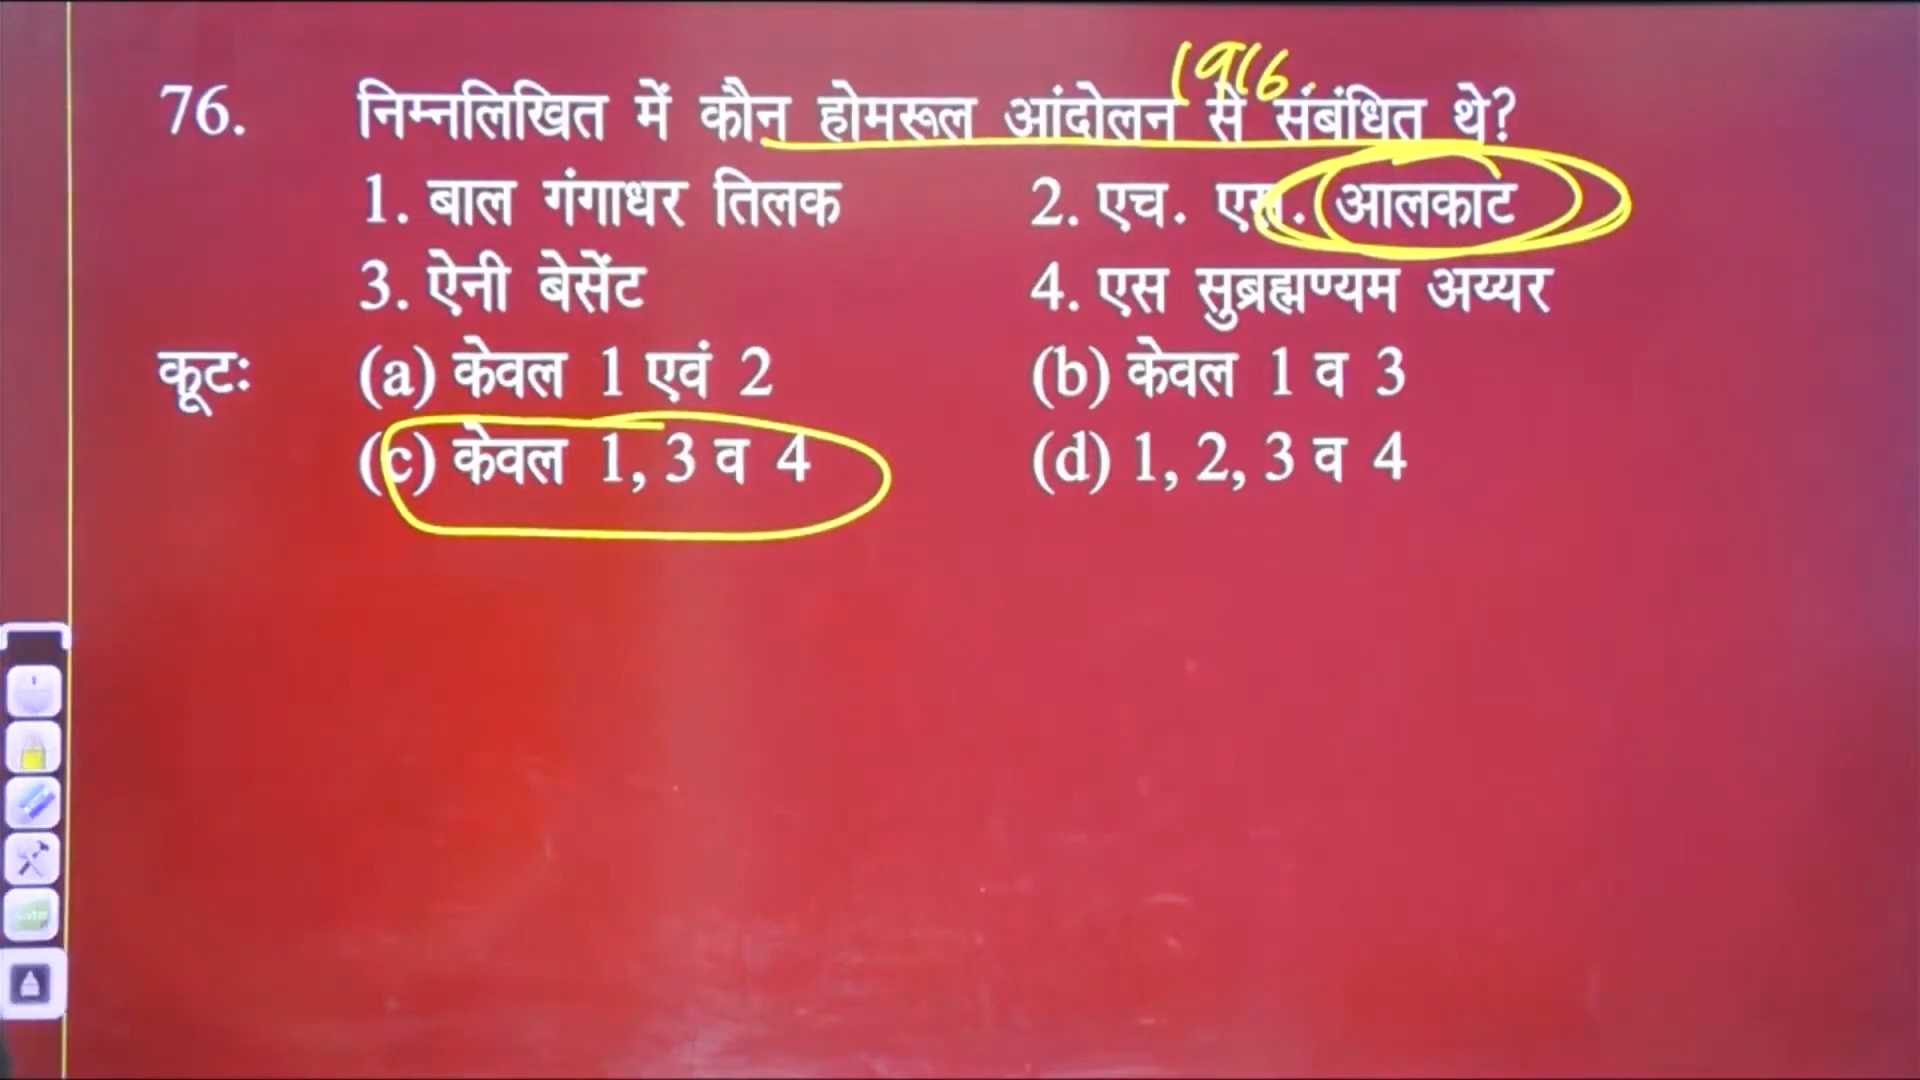 1916
76. निम्नलिखित में कौन होमरूल आंदोलन से संबंधित थे?
1. बाल गंगाधर तिलक 2. एच. एस. आलकाट
3. ऐनी बेसेंट 4. एस सुब्रह्मण्यम अय्यर
कूटः (a) केवल 1 एवं 2 (b) केवल 1 व 3
(c) केवल 1, 3 व 4 (d) 1, 2, 3 व 4